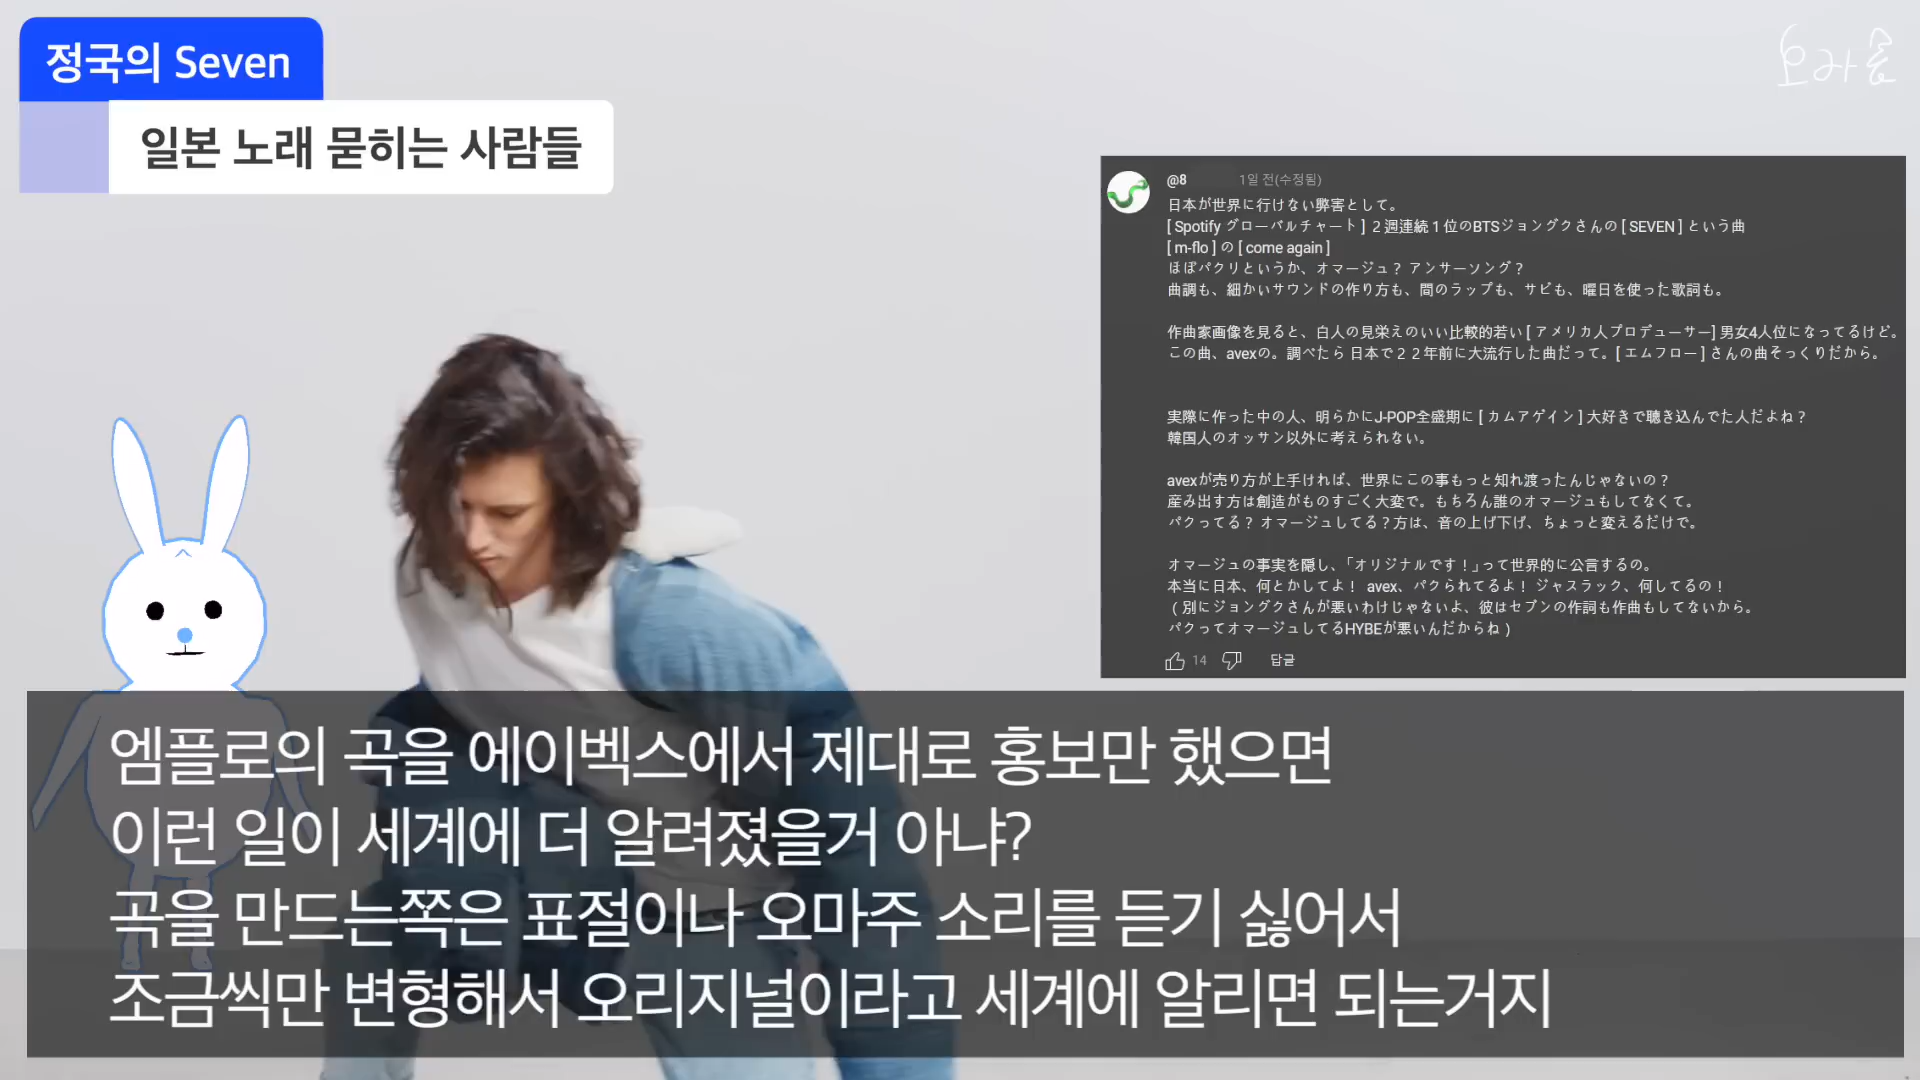 정국의 Seven
일본 노래 묻히는 사람들
오라솔
@8 1일 전(수정됨)
日本が世界に行けない弊害として。
[ Spotify グローバルチャート ] ２週連続１位のBTSジョングクさんの [ SEVEN ] という曲
[ m-flo ] の [ come again ]
ほぼパクリというか、オマージュ？ アンサーソング？
曲調も、細かいサウンドの作り方も、間のラップも、サビも、曜日を使った歌詞も。
作曲家画像を見ると、白人の見栄えのいい比較的若い [ アメリカ人プロデューサー] 男女4人位になってるけど。
この曲、avexの。調べたら 日本で２２年前に大流行した曲だって。[ エムフロー ] さんの曲そっくりだから。
実際に作った中の人、明らかにJ-POP全盛期に [ カムアゲイン ] 大好きで聴き込んでた人だよね？
韓国人のオッサン以外に考えられない。
avexが売り方が上手ければ、世界にこの事もっと知れ渡ったんじゃないの？
産み出す方は創造がものすごく大変で。もちろん誰のオマージュもしてなくて。
パクってる？ オマージュしてる？方は、音の上げ下げ、ちょっと変えるだけで。
オマージュの事実を隠し、「オリジナルです！」って世界的に公言するの。
本当に日本、何とかしてよ！ avex、パクられてるよ！ ジャスラック、何してるの！
（ 別にジョングクさんが悪いわけじゃないよ、彼はセブンの作詞も作曲もしてないから。
パクってオマージュしてるHYBEが悪いんだからね ）
14 답글
엠플로의 곡을 에이벡스에서 제대로 홍보만 했으면
이런 일이 세계에 더 알려졌을거 아냐?
곡을 만드는쪽은 표절이나 오마주 소리를 듣기 싫어서
조금씩만 변형해서 오리지널이라고 세계에 알리면 되는거지